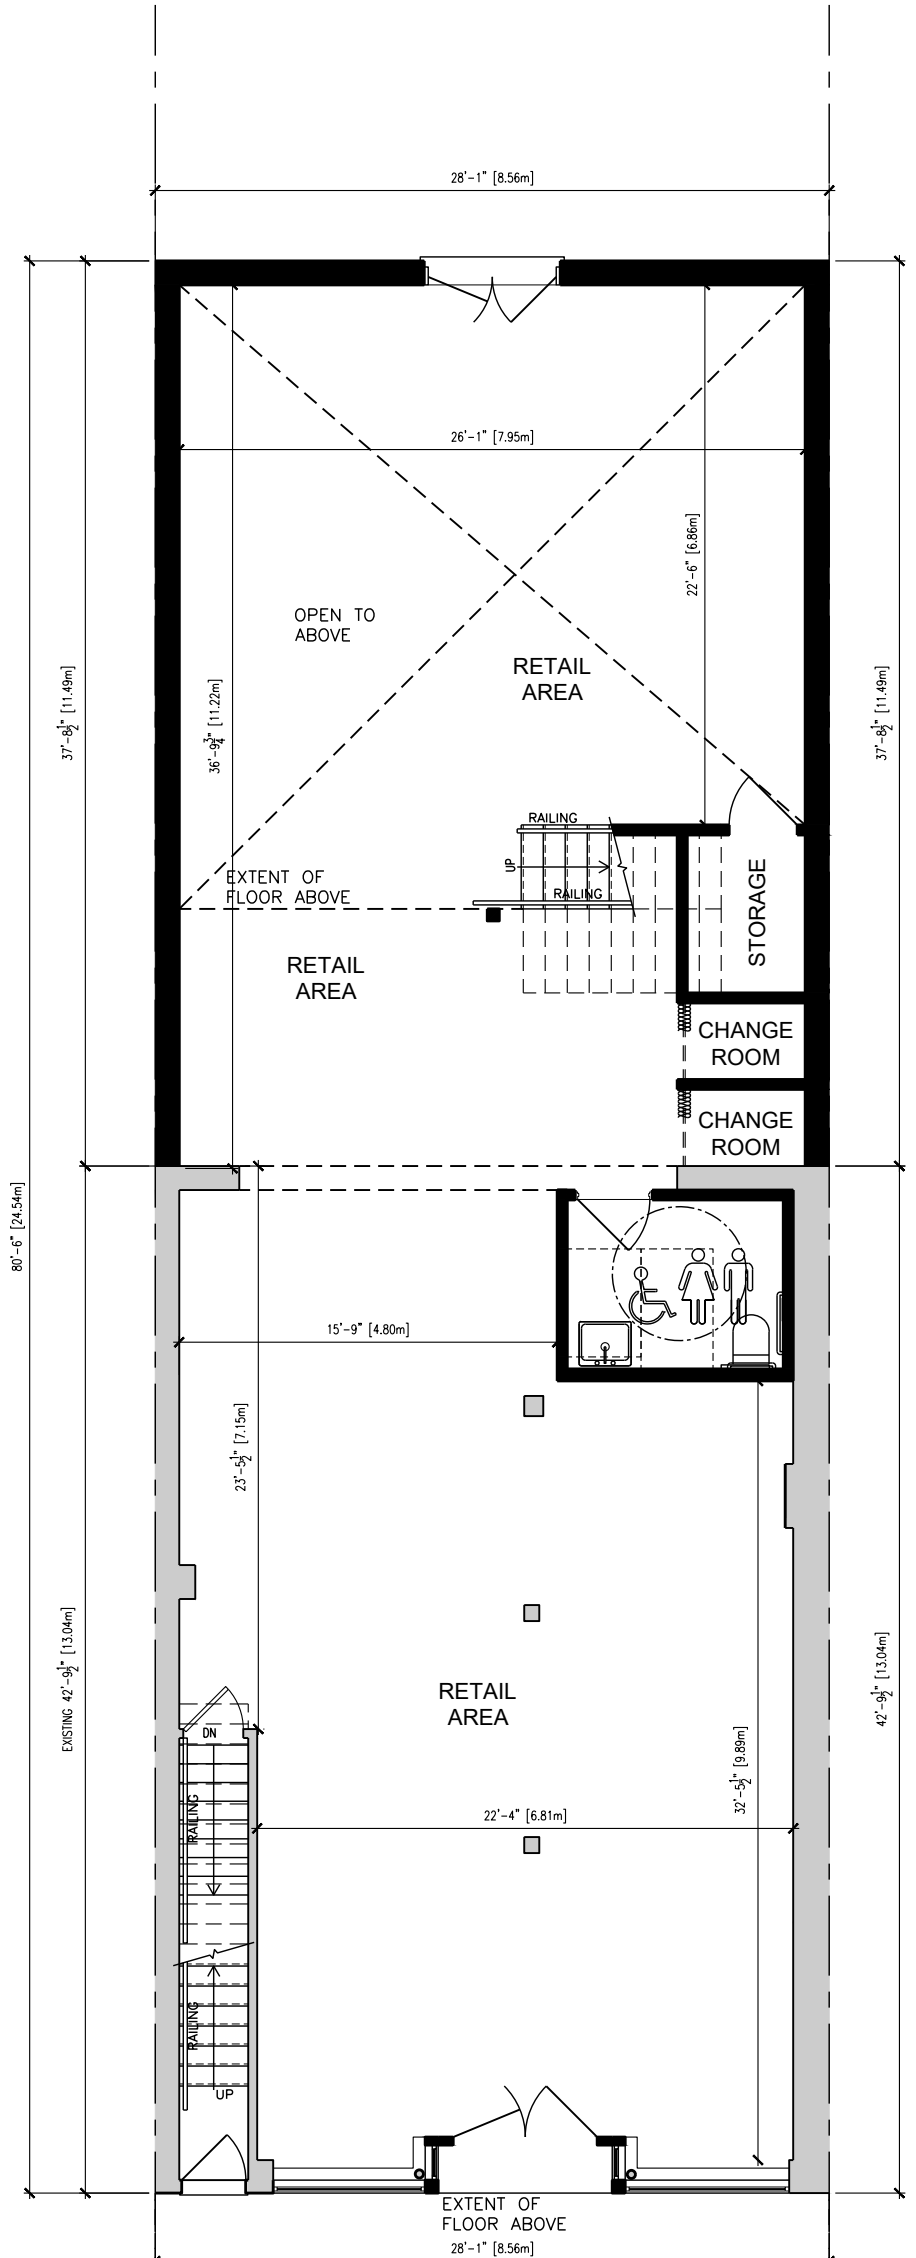 28'-1" [8.56m]
26'-1" [7.95m]
22'-6" [6.86m]
OPEN TO
ABOVE
RETAIL
AREA
37'-8½" [11.49m]
36'-9¾" [11.22m]
37'-8½" [11.49m]
RAILING
UP
RAILING
EXTENT OF
FLOOR ABOVE
STORAGE
RETAIL
AREA
CHANGE
ROOM
CHANGE
ROOM
80'-6" [24.54m]
15'-9" [4.80m]
23'-5½" [7.15m]
EXISTING 42'-9½" [13.04m]
42'-9½" [13.04m]
RETAIL
AREA
DN
RAILING
32'-5½" [9.89m]
22'-4" [6.81m]
RAILING
UP
EXTENT OF
FLOOR ABOVE
28'-1" [8.56m]